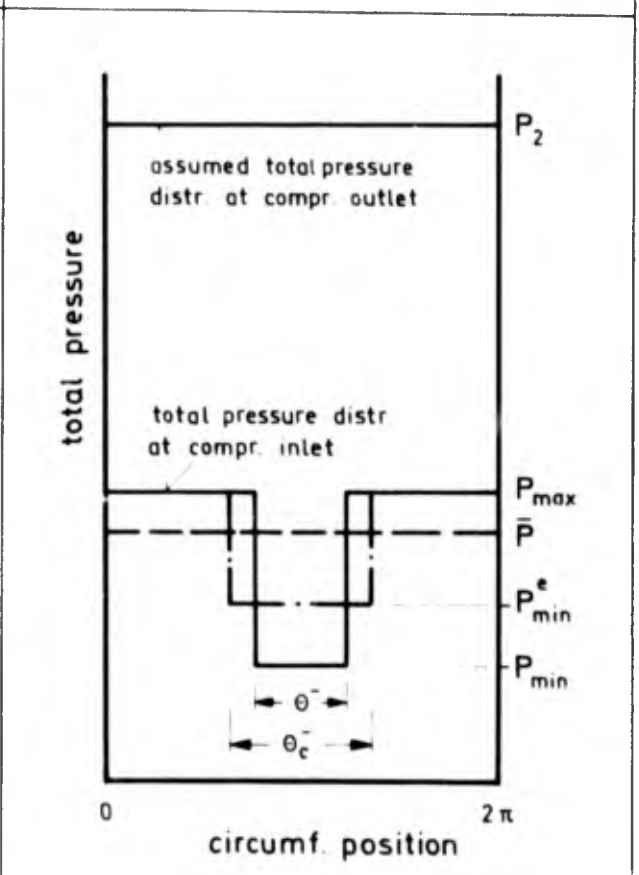 P2
assumed total pressure
distr. at compr. outlet
total pressure
total pressure distr
at compr. inlet
Pmax
P̄
Pᵉmin
Pmin
Θ⁻
Θc⁻
0
2π
circumf. position